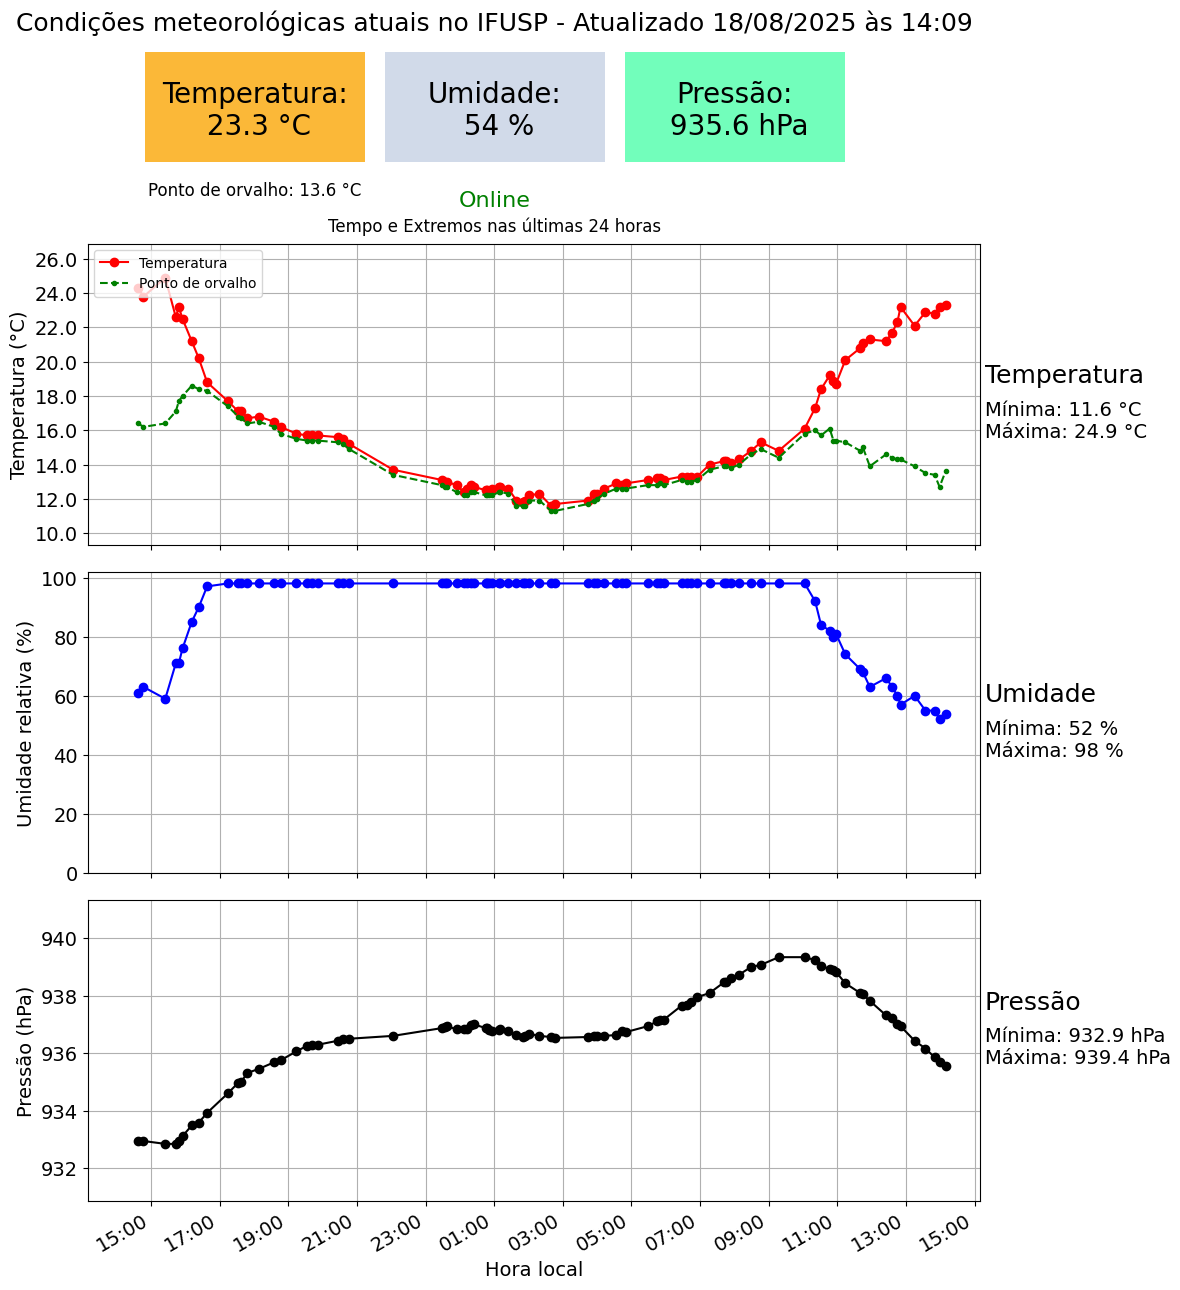 Condições meteorológicas atuais no IFUSP - Atualizado 18/08/2025 às 14:09
Temperatura:
23.3 °C
Umidade:
54 %
Pressão:
935.6 hPa
Ponto de orvalho: 13.6 °C
Online
Tempo e Extremos nas últimas 24 horas
Temperatura (°C)
26.0
24.0
22.0
20.0
18.0
16.0
14.0
12.0
10.0
Temperatura
Ponto de orvalho
Temperatura
Mínima: 11.6 °C
Máxima: 24.9 °C
Umidade relativa (%)
100
80
60
40
20
0
Umidade
Mínima: 52 %
Máxima: 98 %
Pressão (hPa)
940
938
936
934
932
Pressão
Mínima: 932.9 hPa
Máxima: 939.4 hPa
15:00
17:00
19:00
21:00
23:00
01:00
03:00
05:00
07:00
09:00
11:00
13:00
15:00
Hora local